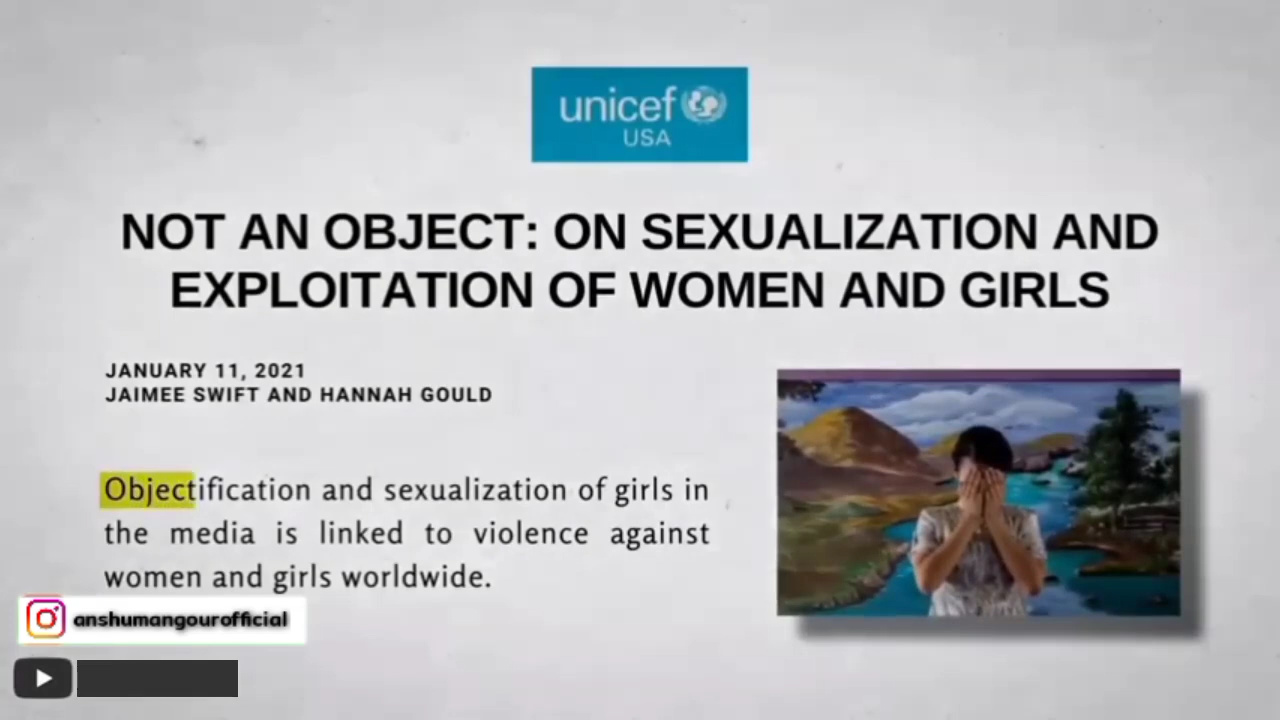 unicef
USA
NOT AN OBJECT: ON SEXUALIZATION AND
EXPLOITATION OF WOMEN AND GIRLS
JANUARY 11, 2021
JAIMEE SWIFT AND HANNAH GOULD
Objectification and sexualization of girls in
the media is linked to violence against
women and girls worldwide.
anshumangourofficial